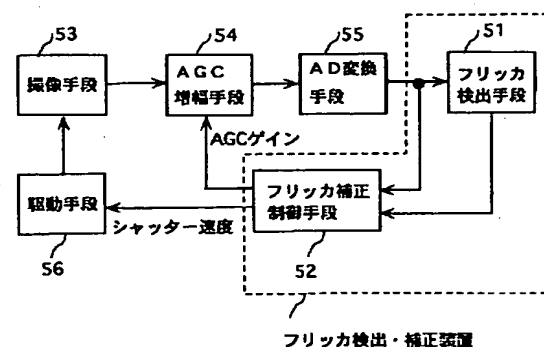 53
撮像手段
54
AGC
増幅手段
55
AD変換
手段
51
フリッカ
検出手段
AGCゲイン
駆動手段
56
シャッター速度
フリッカ補正
制御手段
52
フリッカ検出・補正装置